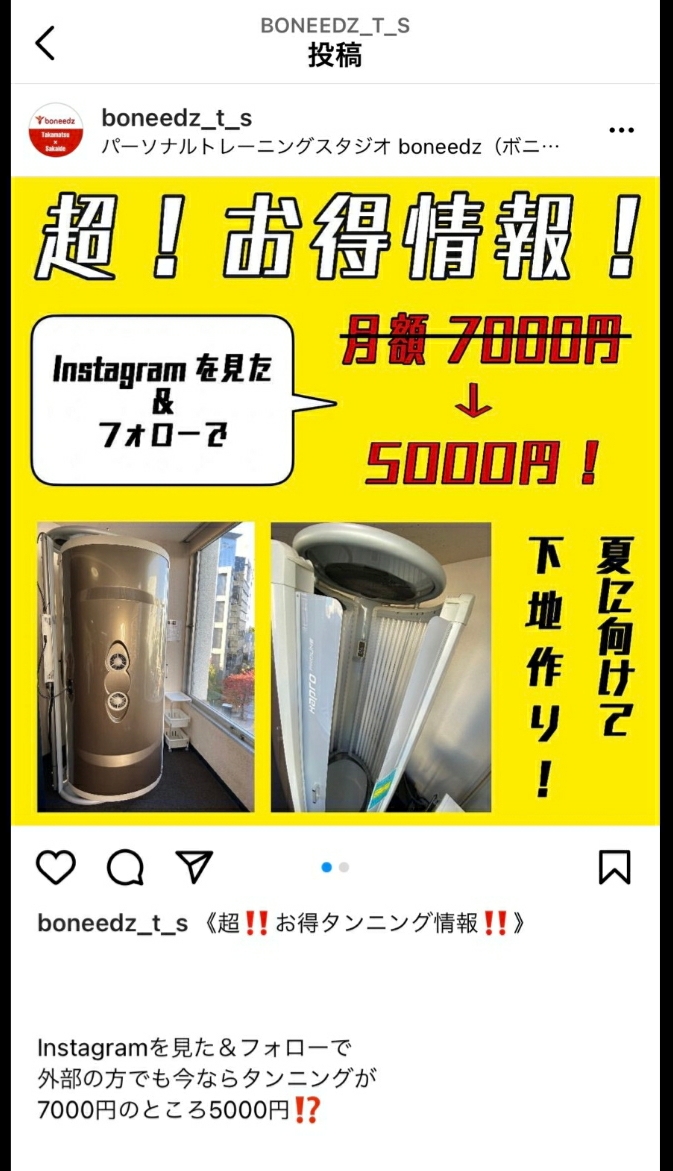 BONEEDZ_T_S
投稿
boneedz
Takamatsu
×
Sakaide
boneedz_t_s
パーソナルトレーニングスタジオ boneedz（ボニ…
超！お得情報！
Instagramを見た
&
フォローで
月額 7000円
↓
5000円！
夏に向けて
下地作り！
hapro
boneedz_t_s 《超‼️お得タンニング情報‼️》
Instagramを見た＆フォローで
外部の方でも今ならタンニングが
7000円のところ5000円⁉️